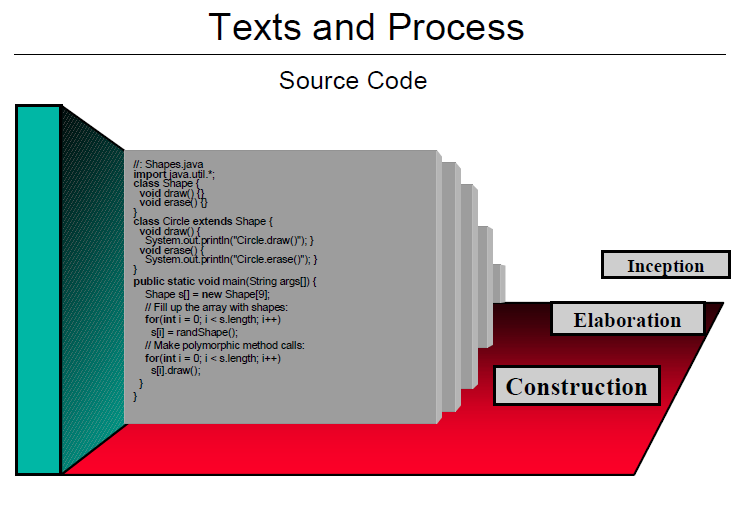 Texts and Process
Source Code
//: Shapes.java
import java.util.*;
class Shape {
void draw() {}
void erase() {}
}
class Circle extends Shape {
void draw() {
System.out.println("Circle.draw()"); }
void erase() {
System.out.println("Circle.erase()"); }
}
public static void main(String args[]) {
Shape s[] = new Shape[9];
// Fill up the array with shapes:
for(int i = 0; i < s.length; i++)
s[i] = randShape();
// Make polymorphic method calls:
for(int i = 0; i < s.length; i++)
s[i].draw();
}
}
Inception
Elaboration
Construction